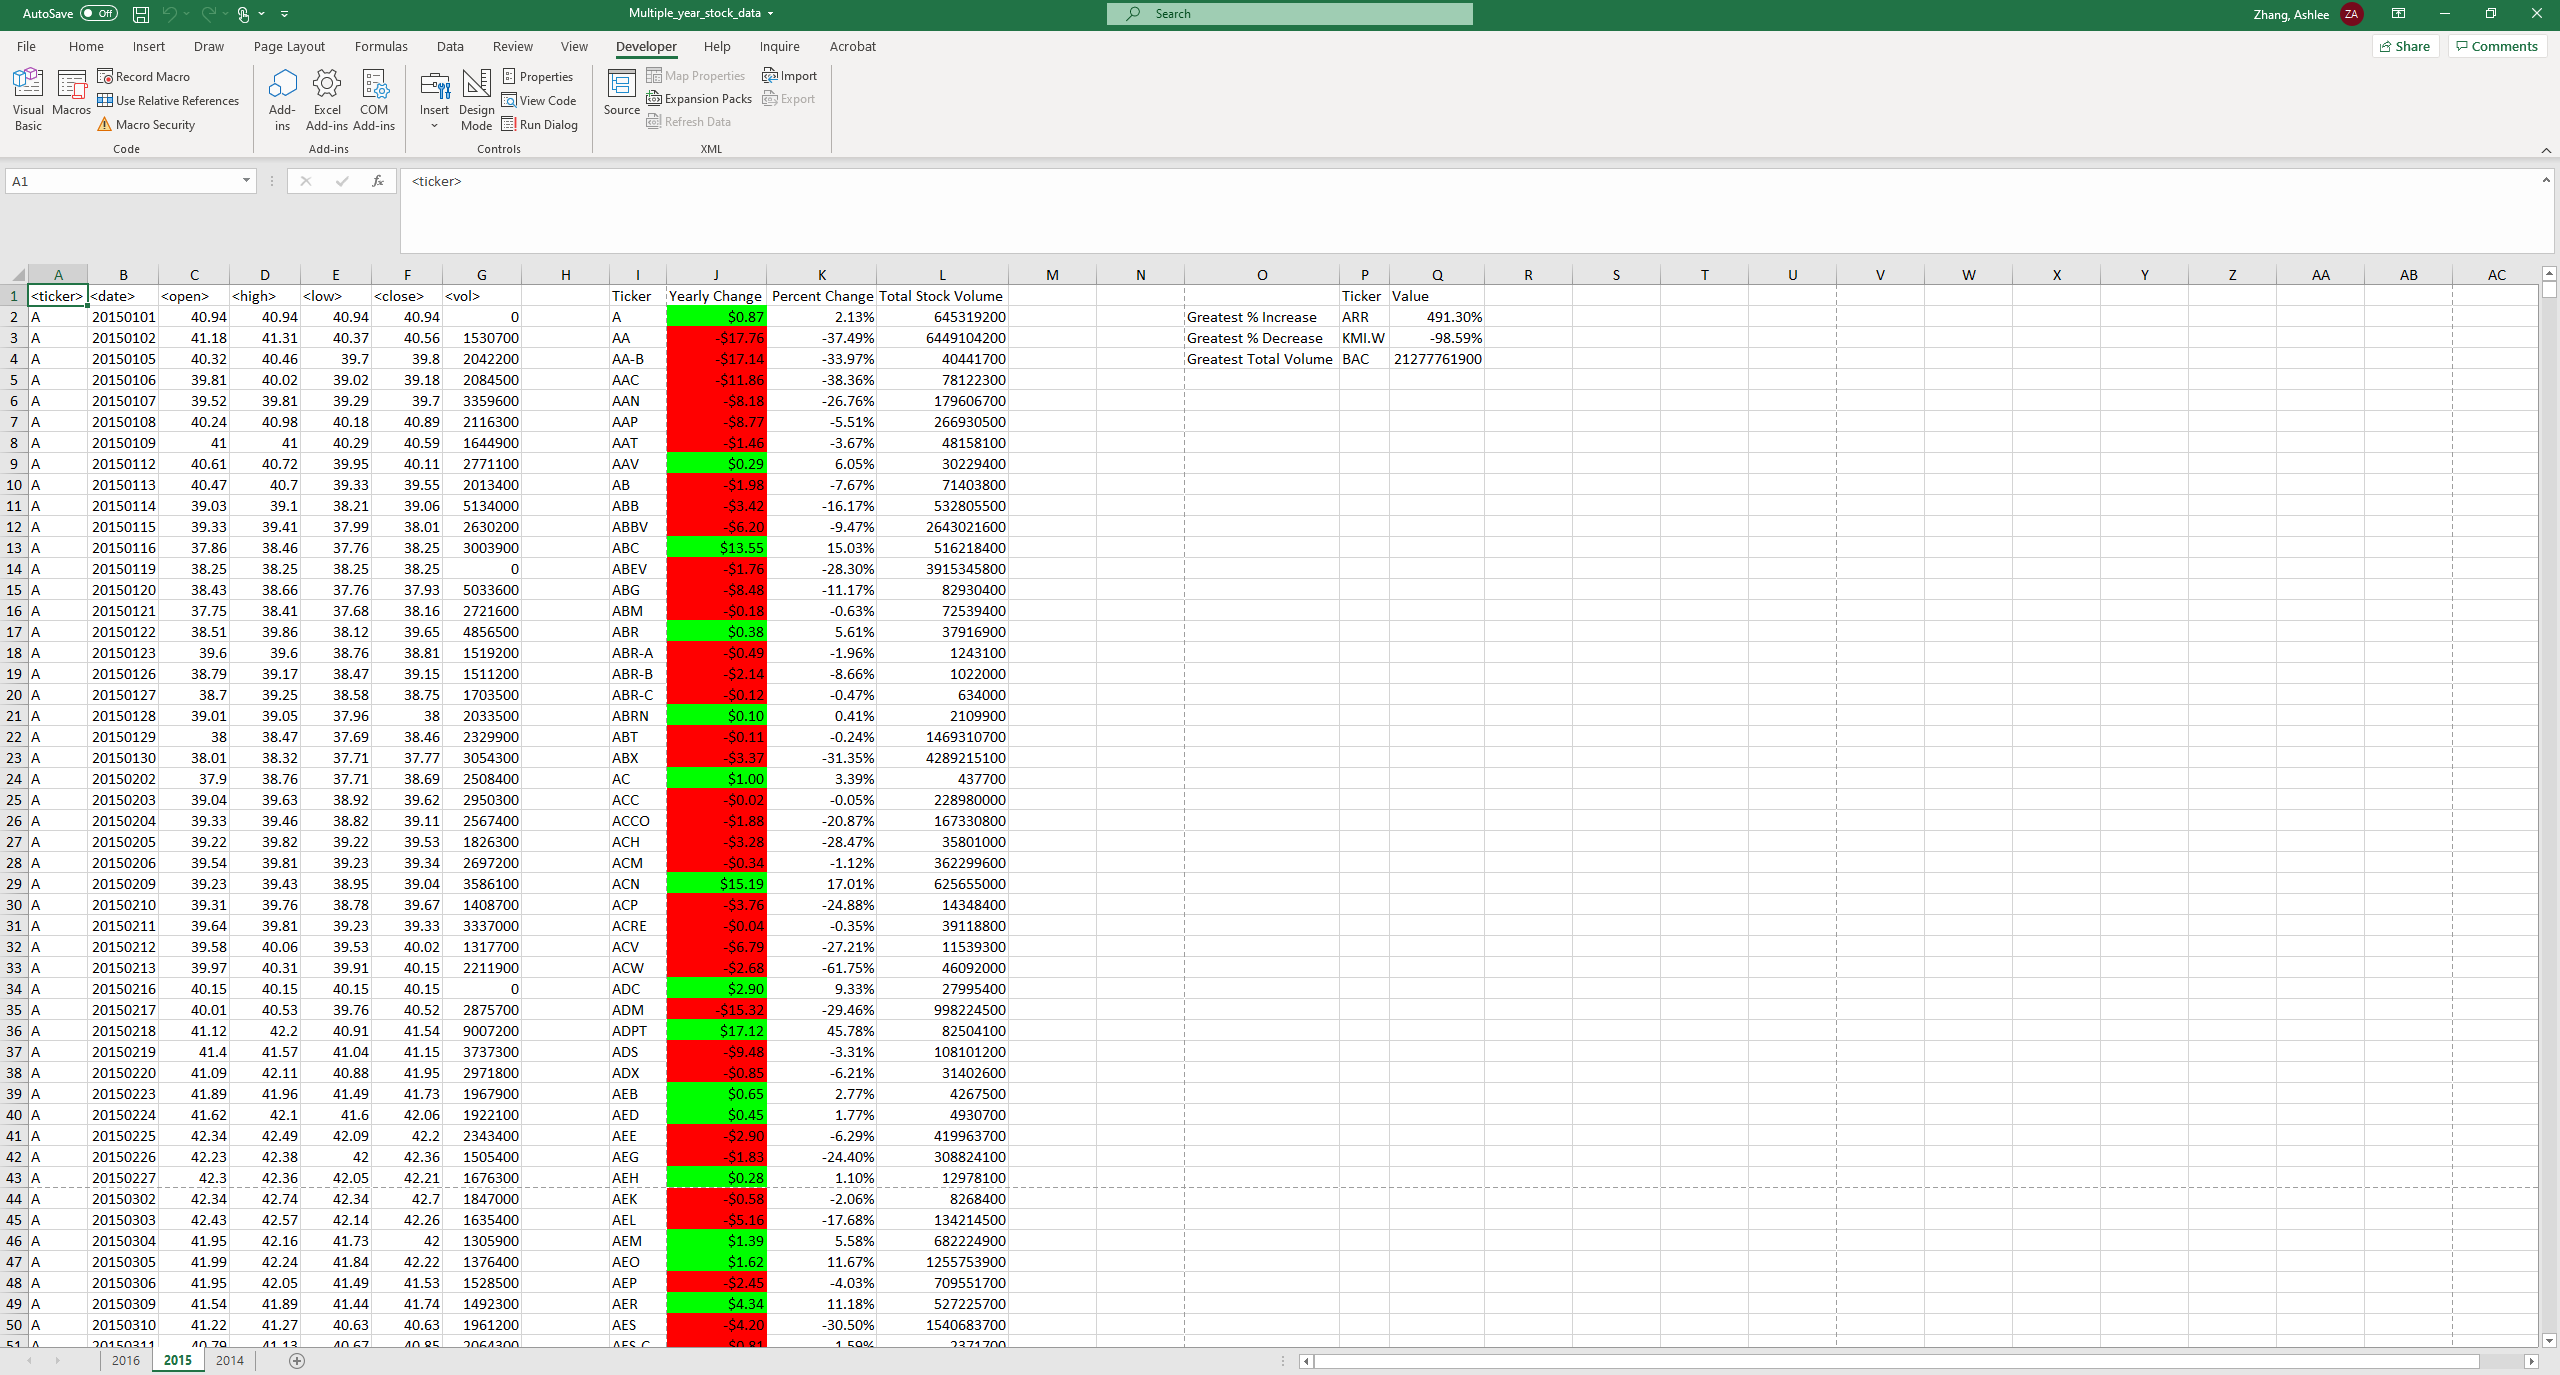 AutoSave Off Multiple_year_stock_data Search Zhang, Ashlee ZA
File Home Insert Draw Page Layout Formulas Data Review View Developer Help Inquire Acrobat Share Comments
Visual Basic Macros Record Macro Use Relative References Macro Security
Add-ins Excel Add-ins COM Add-ins
Insert Design Mode Properties View Code Run Dialog
Source Map Properties Expansion Packs Refresh Data Import Export
Code Add-ins Controls XML
A1 fx <ticker>
A B C D E F G H I J K L M N O P Q R S T U V W X Y Z AA AB AC
1 <ticker> <date> <open> <high> <low> <close> <vol> Ticker Yearly Change Percent Change Total Stock Volume Ticker Value
2 A 20150101 40.94 40.94 40.94 40.94 0 A $0.87 2.13% 645319200 Greatest % Increase ARR 491.30%
3 A 20150102 41.18 41.31 40.37 40.56 1530700 AA -$17.76 -37.49% 6449104200 Greatest % Decrease KMI.W -98.59%
4 A 20150105 40.32 40.46 39.7 39.8 2042200 AA-B -$17.14 -33.97% 40441700 Greatest Total Volume BAC 21277761900
5 A 20150106 39.81 40.02 39.02 39.18 2084500 AAC -$11.86 -38.36% 78122300
6 A 20150107 39.52 39.81 39.29 39.7 3359600 AAN -$8.18 -26.76% 179606700
7 A 20150108 40.24 40.98 40.18 40.89 2116300 AAP -$8.77 -5.51% 266930500
8 A 20150109 41 41 40.29 40.59 1644900 AAT -$1.46 -3.67% 48158100
9 A 20150112 40.61 40.72 39.95 40.11 2771100 AAV $0.29 6.05% 30229400
10 A 20150113 40.47 40.7 39.33 39.55 2013400 AB -$1.98 -7.67% 71403800
11 A 20150114 39.03 39.1 38.21 39.06 5134000 ABB -$3.42 -16.17% 532805500
12 A 20150115 39.33 39.41 37.99 38.01 2630200 ABBV -$6.20 -9.47% 2643021600
13 A 20150116 37.86 38.46 37.76 38.25 3003900 ABC $13.55 15.03% 516218400
14 A 20150119 38.25 38.25 38.25 38.25 0 ABEV -$1.76 -28.30% 3915345800
15 A 20150120 38.43 38.66 37.76 37.93 5033600 ABG -$8.48 -11.17% 82930400
16 A 20150121 37.75 38.41 37.68 38.16 2721600 ABM -$0.18 -0.63% 72539400
17 A 20150122 38.51 39.86 38.12 39.65 4856500 ABR $0.38 5.61% 37916900
18 A 20150123 39.6 39.6 38.76 38.81 1519200 ABR-A -$0.49 -1.96% 1243100
19 A 20150126 38.79 39.17 38.47 39.15 1511200 ABR-B -$2.14 -8.66% 1022000
20 A 20150127 38.7 39.25 38.58 38.75 1703500 ABR-C -$0.12 -0.47% 634000
21 A 20150128 39.01 39.05 37.96 38 2033500 ABRN $0.10 0.41% 2109900
22 A 20150129 38 38.47 37.69 38.46 2329900 ABT -$0.11 -0.24% 1469310700
23 A 20150130 38.01 38.32 37.71 37.77 3054300 ABX -$3.37 -31.35% 4289215100
24 A 20150202 37.9 38.76 37.71 38.69 2508400 AC $1.00 3.39% 437700
25 A 20150203 39.04 39.63 38.92 39.62 2950300 ACC -$0.02 -0.05% 228980000
26 A 20150204 39.33 39.46 38.82 39.11 2567400 ACCO -$1.88 -20.87% 167330800
27 A 20150205 39.22 39.82 39.22 39.53 1826300 ACH -$3.28 -28.47% 35801000
28 A 20150206 39.54 39.81 39.23 39.34 2697200 ACM -$0.34 -1.12% 362299600
29 A 20150209 39.23 39.43 38.95 39.04 3586100 ACN $15.19 17.01% 625655000
30 A 20150210 39.31 39.76 38.78 39.67 1408700 ACP -$3.76 -24.88% 14348400
31 A 20150211 39.64 39.81 39.23 39.33 3337000 ACRE -$0.04 -0.35% 39118800
32 A 20150212 39.58 40.06 39.53 40.02 1317700 ACV -$6.79 -27.21% 11539300
33 A 20150213 39.97 40.31 39.91 40.15 2211900 ACW -$2.68 -61.75% 46092000
34 A 20150216 40.15 40.15 40.15 40.15 0 ADC $2.90 9.33% 27995400
35 A 20150217 40.01 40.53 39.76 40.52 2875700 ADM -$15.32 -29.46% 998224500
36 A 20150218 41.12 42.2 40.91 41.54 9007200 ADPT $17.12 45.78% 82504100
37 A 20150219 41.4 41.57 41.04 41.15 3737300 ADS -$9.48 -3.31% 108101200
38 A 20150220 41.09 42.11 40.88 41.95 2971800 ADX -$0.85 -6.21% 31402600
39 A 20150223 41.89 41.96 41.49 41.73 1967900 AEB $0.65 2.77% 4267500
40 A 20150224 41.62 42.1 41.6 42.06 1922100 AED $0.45 1.77% 4930700
41 A 20150225 42.34 42.49 42.09 42.2 2343400 AEE -$2.90 -6.29% 419963700
42 A 20150226 42.23 42.38 42 42.36 1505400 AEG -$1.83 -24.40% 308824100
43 A 20150227 42.3 42.36 42.05 42.21 1676300 AEH $0.28 1.10% 12978100
44 A 20150302 42.34 42.74 42.34 42.7 1847000 AEK -$0.58 -2.06% 8268400
45 A 20150303 42.43 42.57 42.14 42.26 1635400 AEL -$5.16 -17.68% 134214500
46 A 20150304 41.95 42.16 41.73 42 1305900 AEM $1.39 5.58% 682224900
47 A 20150305 41.99 42.24 41.84 42.22 1376400 AEO $1.62 11.67% 1255753900
48 A 20150306 41.95 42.05 41.49 41.53 1528500 AEP -$2.45 -4.03% 709551700
49 A 20150309 41.54 41.89 41.44 41.74 1492300 AER $4.34 11.18% 527225700
50 A 20150310 41.22 41.27 40.63 40.63 1961200 AES -$4.20 -30.50% 1540683700
51 A 20150311 40.79 41.13 40.67 40.85 2064300 AES-C $0.81 1.59% 2371700
2016 2015 2014